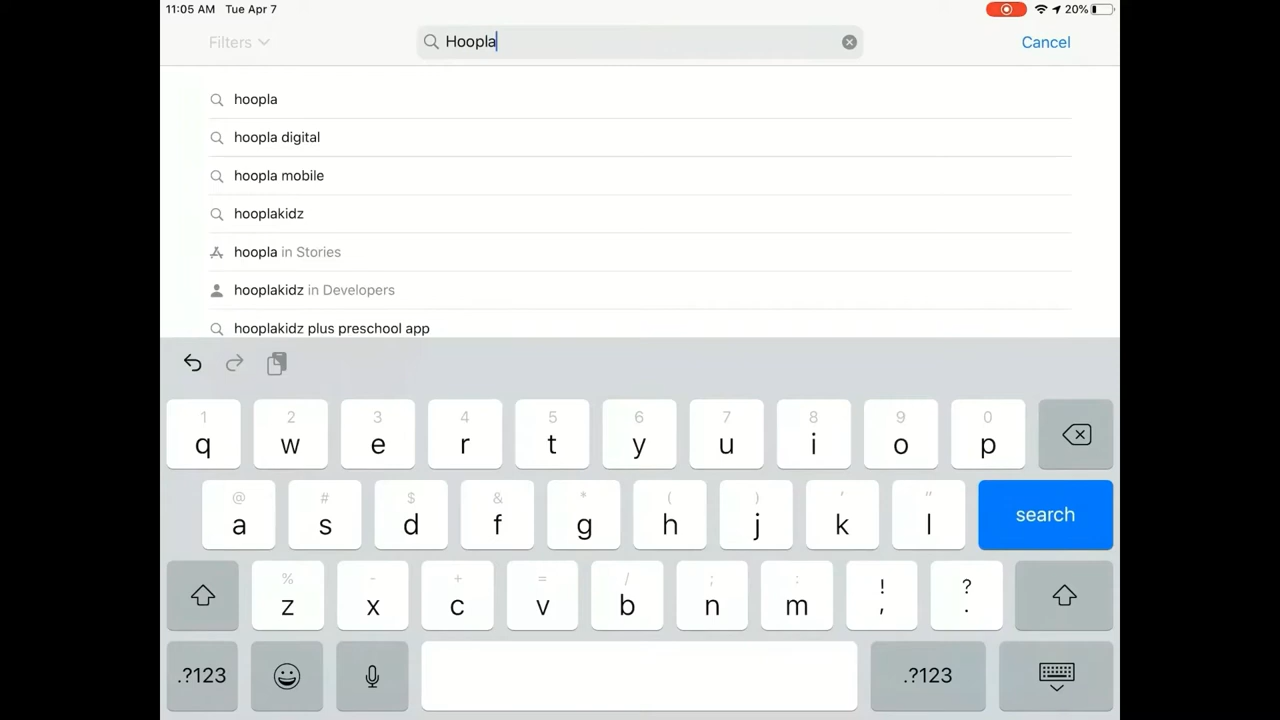 11:05 AM Tue Apr 7 20%
Filters Hoopla Cancel
hoopla
hoopla digital
hoopla mobile
hooplakidz
hoopla in Stories
hooplakidz in Developers
hooplakidz plus preschool app
1 2 3 4 5 6 7 8 9 0
q w e r t y u i o p
@ # $ & * ( ) ' "
a s d f g h j k l search
% - + = / ; : ! ?
z x c v b n m , .
.?123 .?123